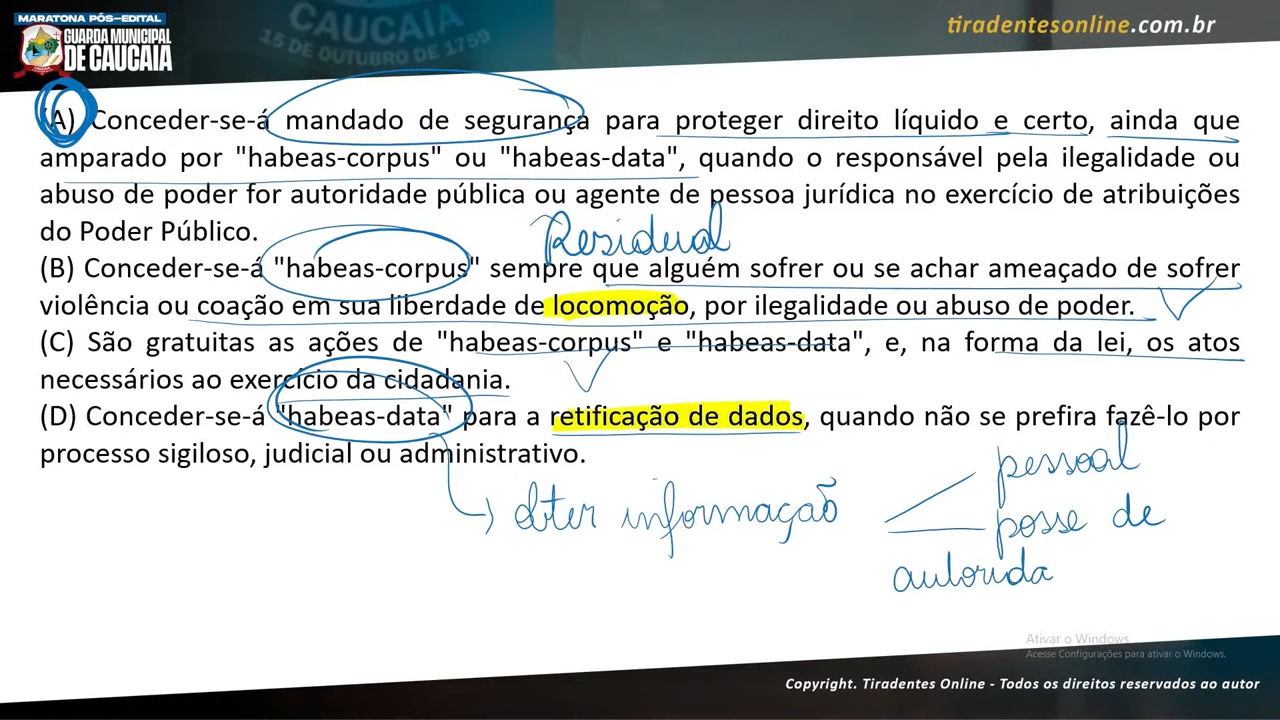 MARATONA PÓS-EDITAL
GUARDA MUNICIPAL
DE CAUCAIA
CAUCAIA
15 DE OUTUBRO DE 1759
tiradentesonline.com.br
(A) Conceder-se-á mandado de segurança para proteger direito líquido e certo, ainda que
amparado por "habeas-corpus" ou "habeas-data", quando o responsável pela ilegalidade ou
abuso de poder for autoridade pública ou agente de pessoa jurídica no exercício de atribuições
do Poder Público.
Residual
(B) Conceder-se-á "habeas-corpus" sempre que alguém sofrer ou se achar ameaçado de sofrer
violência ou coação em sua liberdade de locomoção, por ilegalidade ou abuso de poder.
(C) São gratuitas as ações de "habeas-corpus" e "habeas-data", e, na forma da lei, os atos
necessários ao exercício da cidadania.
(D) Conceder-se-á "habeas-data" para a retificação de dados, quando não se prefira fazê-lo por
processo sigiloso, judicial ou administrativo.
pessoal
obter informação
posse de
autorida
Ativar o Windows
Acesse Configurações para ativar o Windows.
Copyright. Tiradentes Online - Todos os direitos reservados ao autor